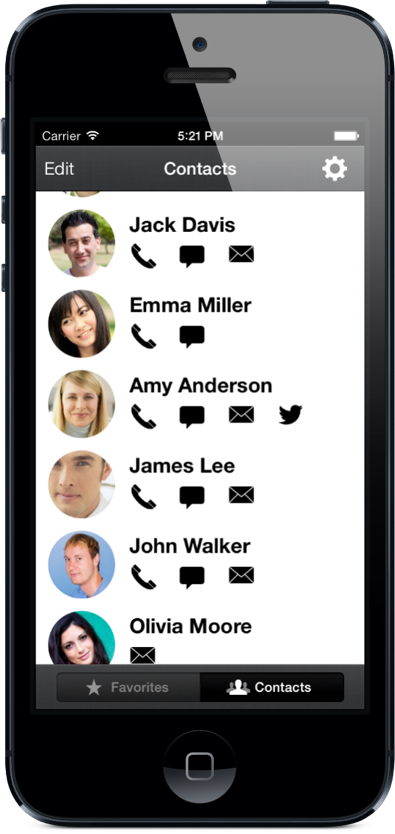 Carrier 5:21 PM
Edit Contacts
Jack Davis
Emma Miller
Amy Anderson
James Lee
John Walker
Olivia Moore
Favorites Contacts